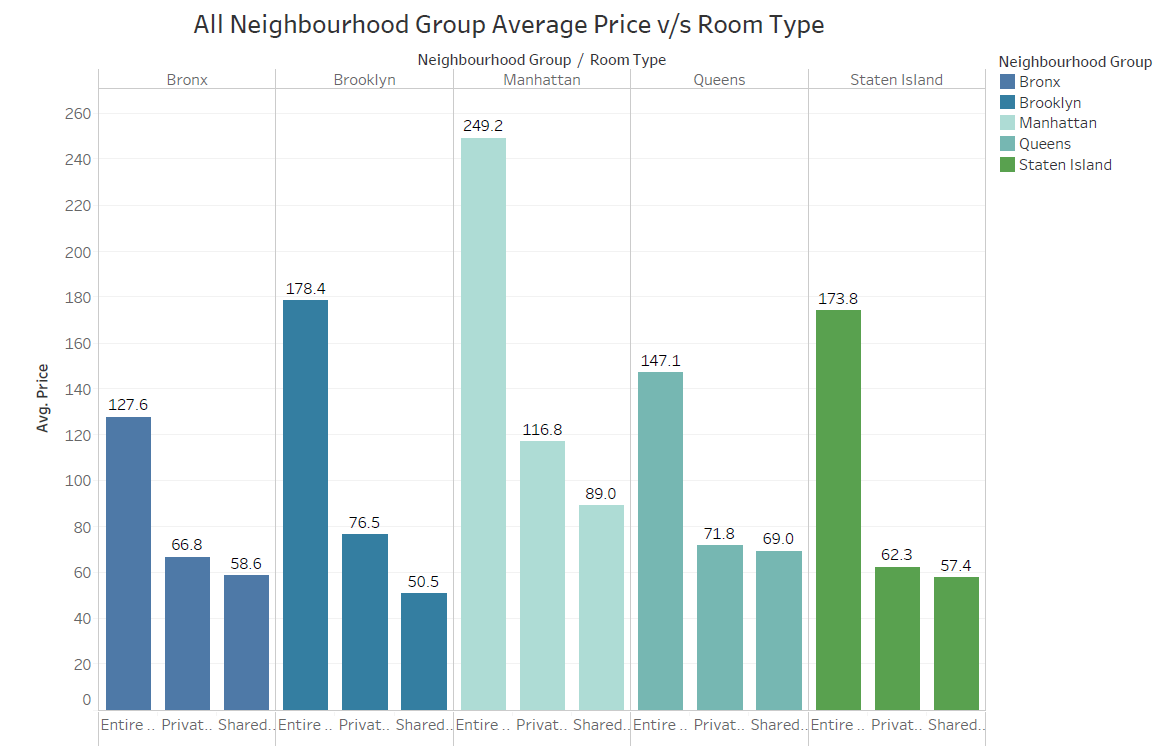 All Neighbourhood Group Average Price v/s Room Type
Neighbourhood Group / Room Type
Bronx Brooklyn Manhattan Queens Staten Island
Neighbourhood Group
Bronx
Brooklyn
Manhattan
Queens
Staten Island
Avg. Price
260
240
220
200
180
160
140
120
100
80
60
40
20
0
127.6
66.8
58.6
178.4
76.5
50.5
249.2
116.8
89.0
147.1
71.8
69.0
173.8
62.3
57.4
Entire .. Privat.. Shared.. Entire .. Privat.. Shared.. Entire .. Privat.. Shared.. Entire .. Privat.. Shared.. Entire .. Privat.. Shared..